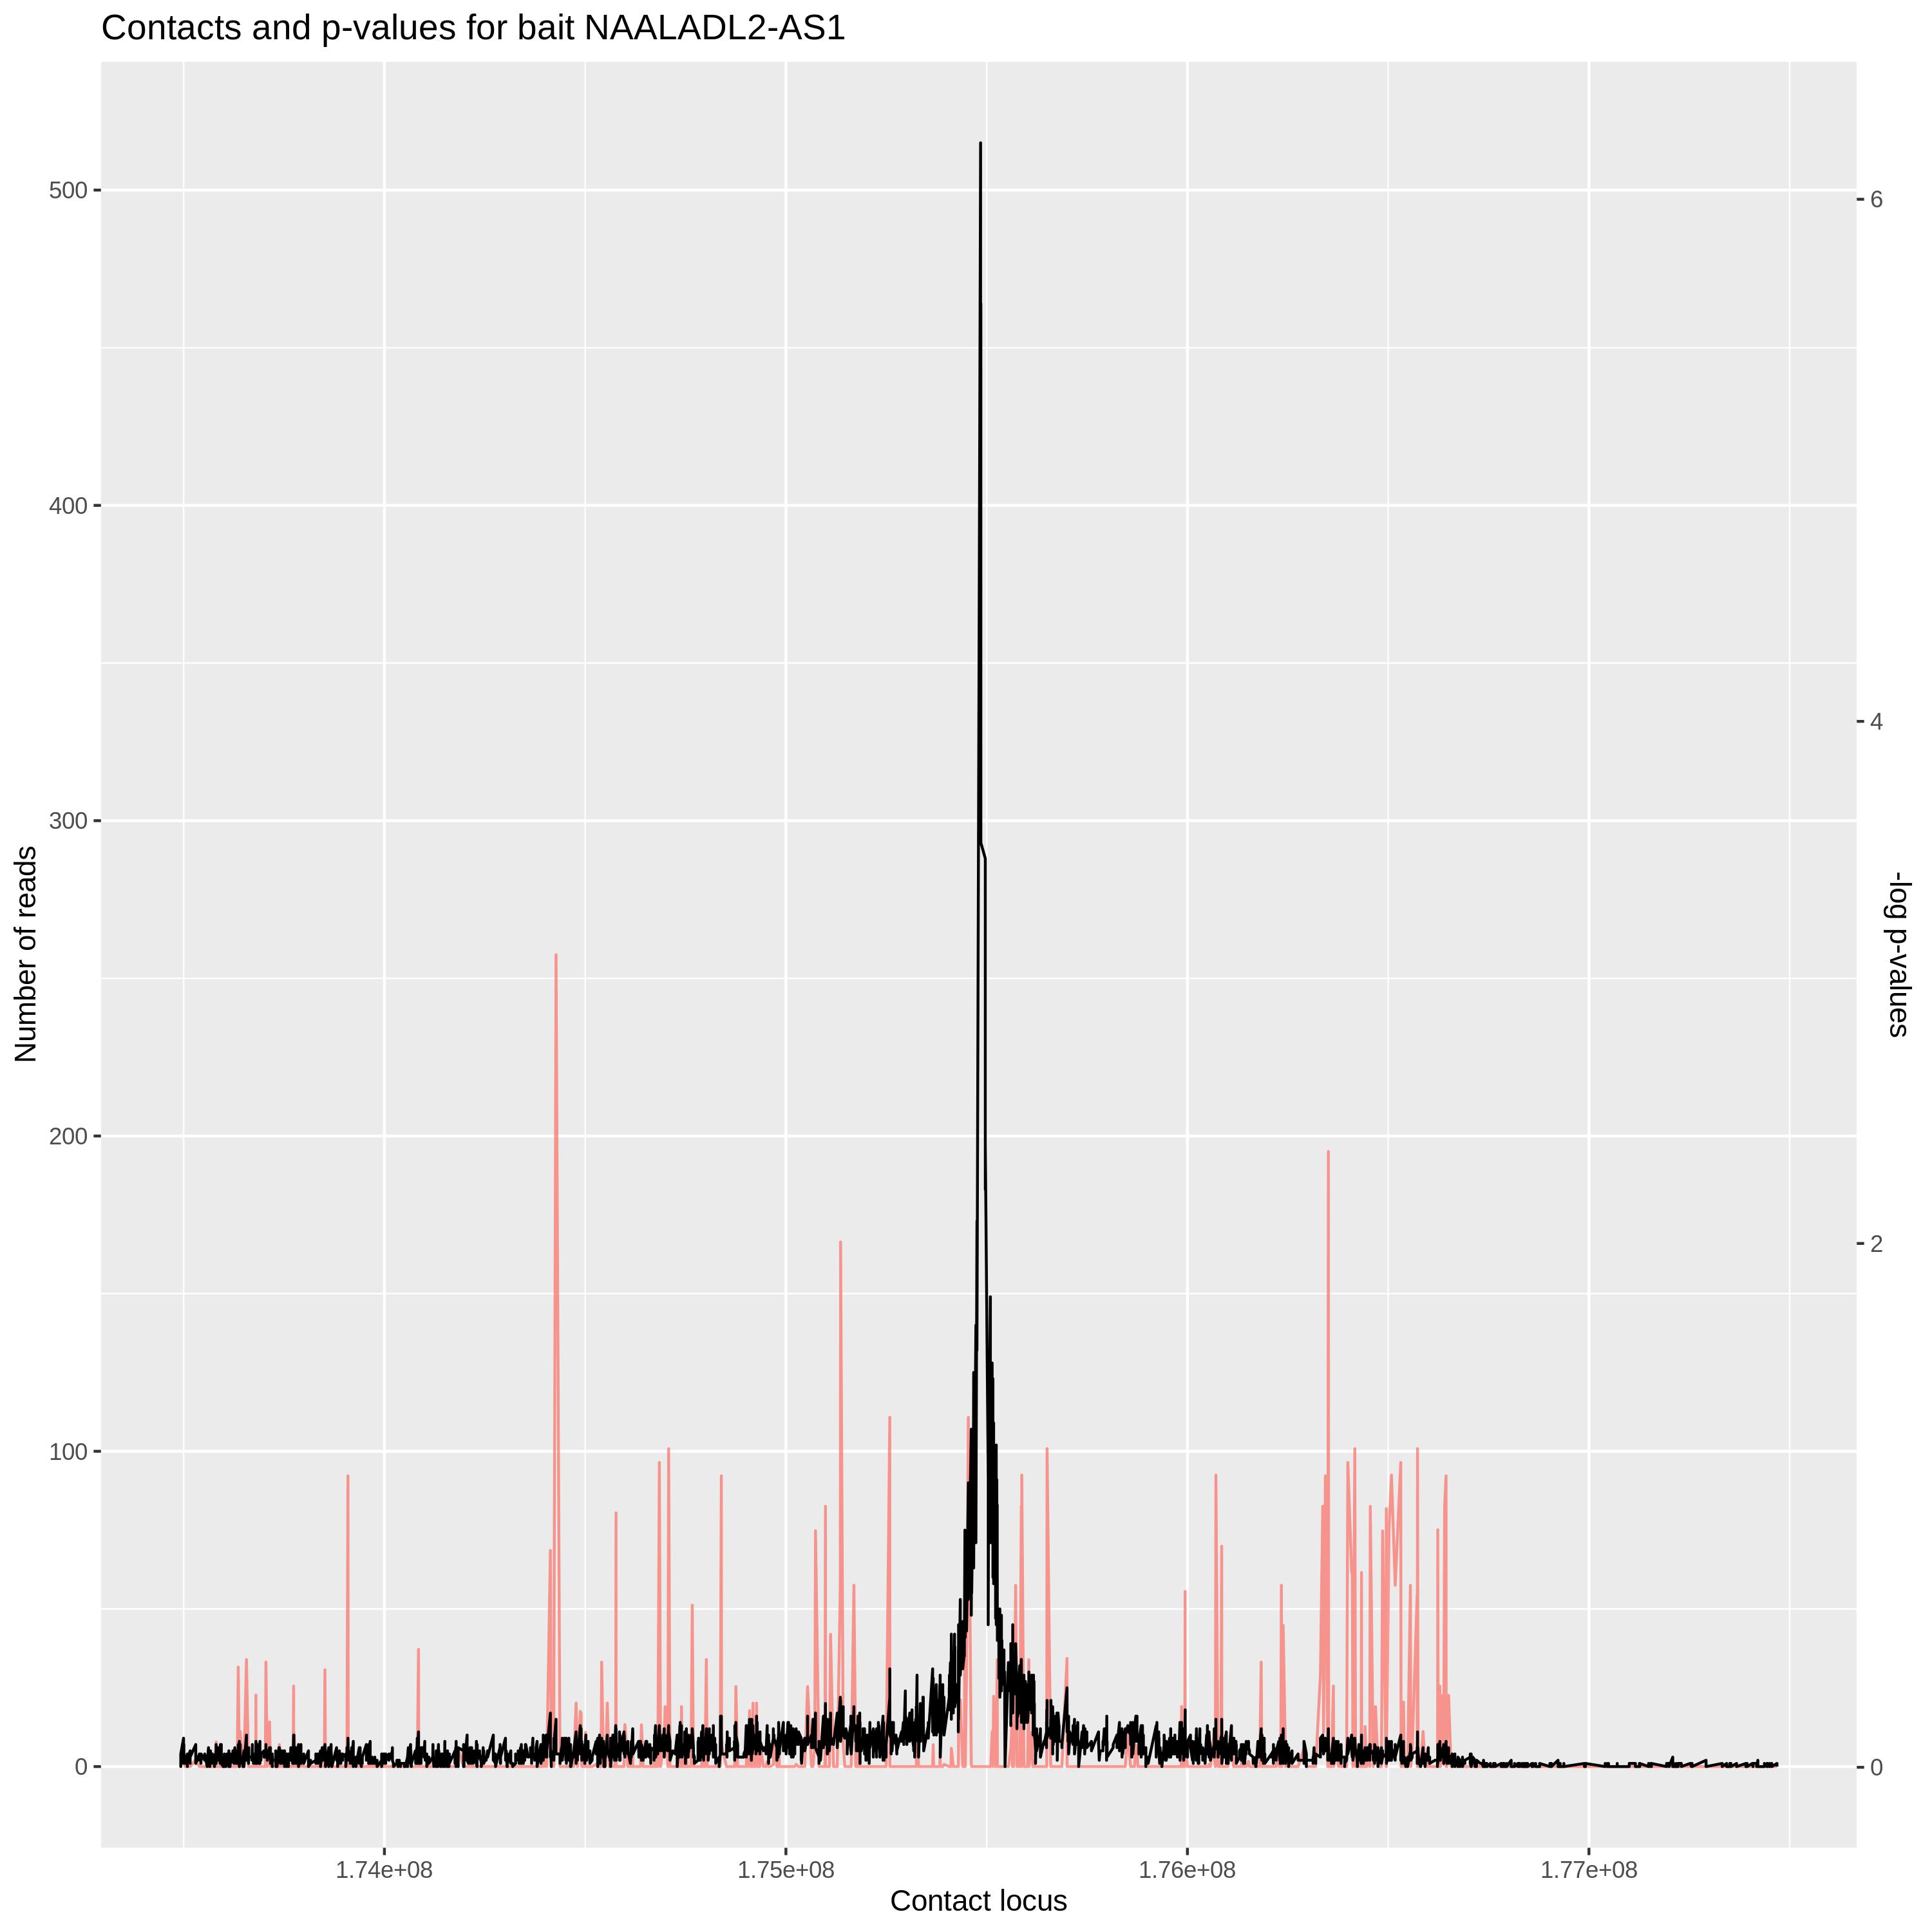 Contacts and p-values for bait NAALADL2-AS1
Number of reads
500
400
300
200
100
0
6
4
2
0
-log p-values
1.74e+08
1.75e+08
1.76e+08
1.77e+08
Contact locus